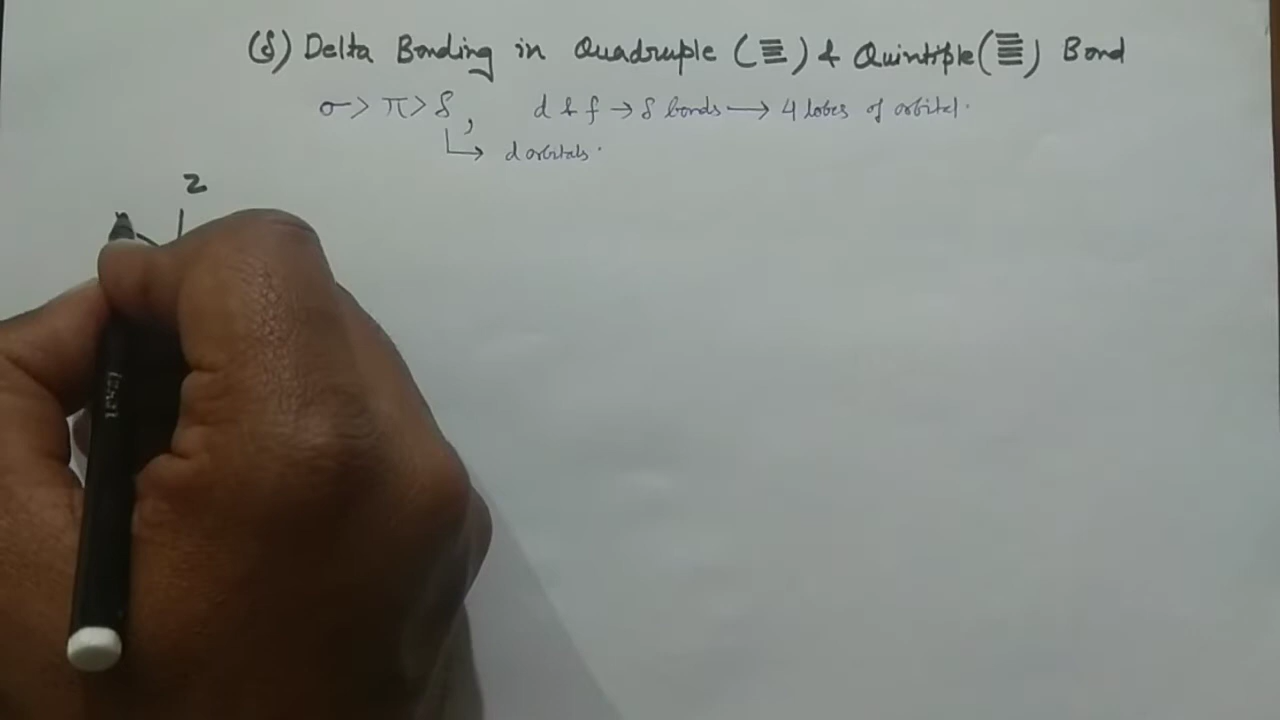 (δ) Delta Bonding in Quadruple (≣) & Quintiple (≣) Bond
σ > π > δ, d & f → δ bonds → 4 lobes of orbital.
↳ d orbitals.
z